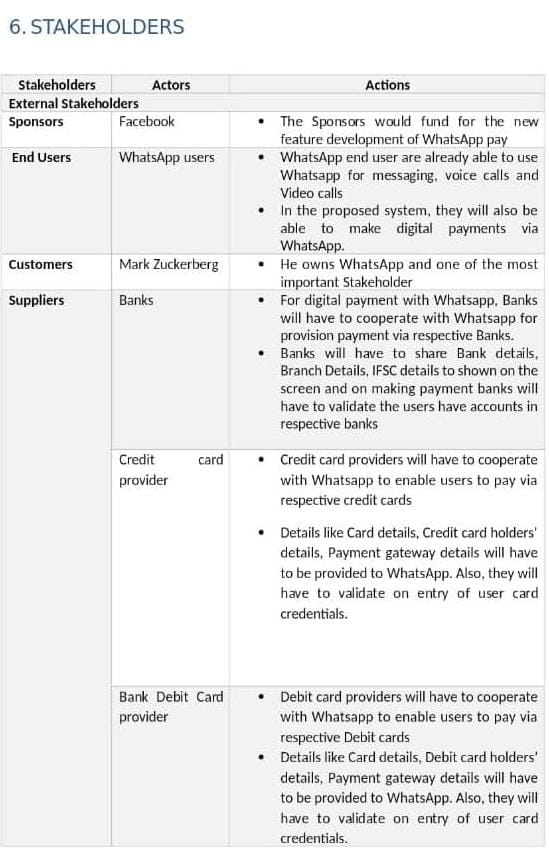 6. STAKEHOLDERS
Stakeholders Actors Actions
External Stakeholders
Sponsors Facebook • The Sponsors would fund for the new
feature development of WhatsApp pay
End Users WhatsApp users • WhatsApp end user are already able to use
Whatsapp for messaging, voice calls and
Video calls
• In the proposed system, they will also be
able to make digital payments via
WhatsApp.
Customers Mark Zuckerberg • He owns WhatsApp and one of the most
important Stakeholder
Suppliers Banks • For digital payment with Whatsapp, Banks
will have to cooperate with Whatsapp for
provision payment via respective Banks.
• Banks will have to share Bank details,
Branch Details, IFSC details to shown on the
screen and on making payment banks will
have to validate the users have accounts in
respective banks
Credit card • Credit card providers will have to cooperate
provider with Whatsapp to enable users to pay via
respective credit cards
• Details like Card details, Credit card holders'
details, Payment gateway details will have
to be provided to WhatsApp. Also, they will
have to validate on entry of user card
credentials.
Bank Debit Card • Debit card providers will have to cooperate
provider with Whatsapp to enable users to pay via
respective Debit cards
• Details like Card details, Debit card holders'
details, Payment gateway details will have
to be provided to WhatsApp. Also, they will
have to validate on entry of user card
credentials.